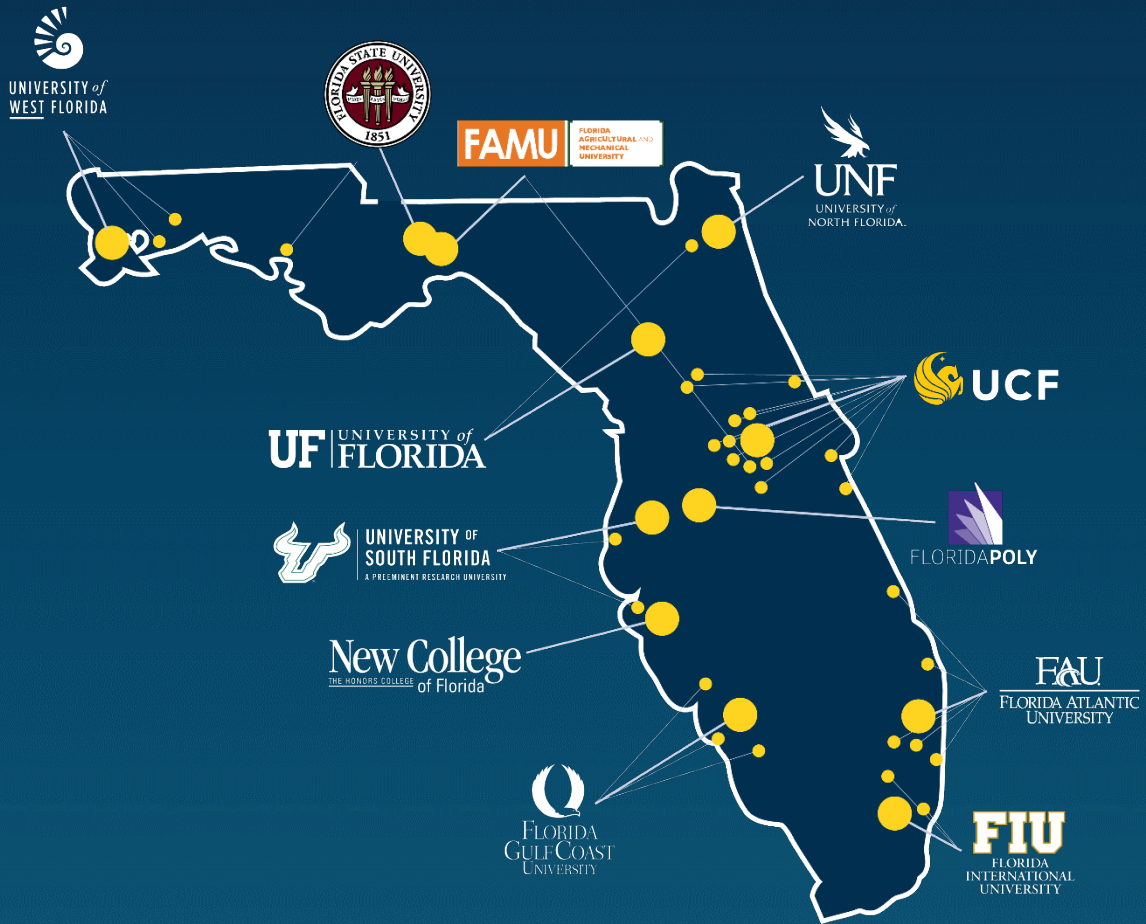 UNIVERSITY of
WEST FLORIDA
FLORIDA STATE UNIVERSITY
1851
FAMU
FLORIDA
AGRICULTURAL AND
MECHANICAL
UNIVERSITY
UNF
UNIVERSITY of
NORTH FLORIDA
UCF
UF
UNIVERSITY of
FLORIDA
UNIVERSITY OF
SOUTH FLORIDA
A PREEMINENT RESEARCH UNIVERSITY
FLORIDAPOLY
New College
THE HONORS COLLEGE
of Florida
FAU
FLORIDA ATLANTIC
UNIVERSITY
FLORIDA
GULF COAST
UNIVERSITY
FIU
FLORIDA
INTERNATIONAL
UNIVERSITY